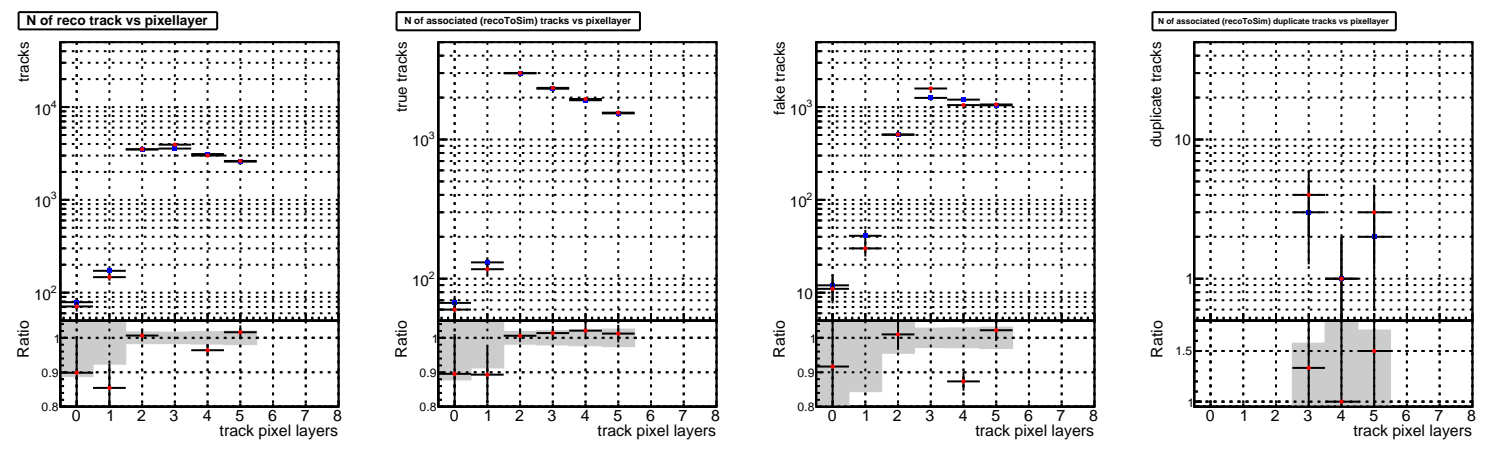 N of reco track vs pixellayer
tracks
10^4
10^3
10^2
Ratio
1
0.9
0.8
0 1 2 3 4 5 6 7 8
track pixel layers
N of associated (recoToSim) tracks vs pixellayer
true tracks
10^3
10^2
Ratio
1
0.9
0.8
0 1 2 3 4 5 6 7 8
track pixel layers
fake tracks
10^3
10^2
10
Ratio
1
0.9
0.8
0 1 2 3 4 5 6 7 8
track pixel layers
N of associated (recoToSim) duplicate tracks vs pixellayer
duplicate tracks
10
1
Ratio
1.5
1
0 1 2 3 4 5 6 7 8
track pixel layers